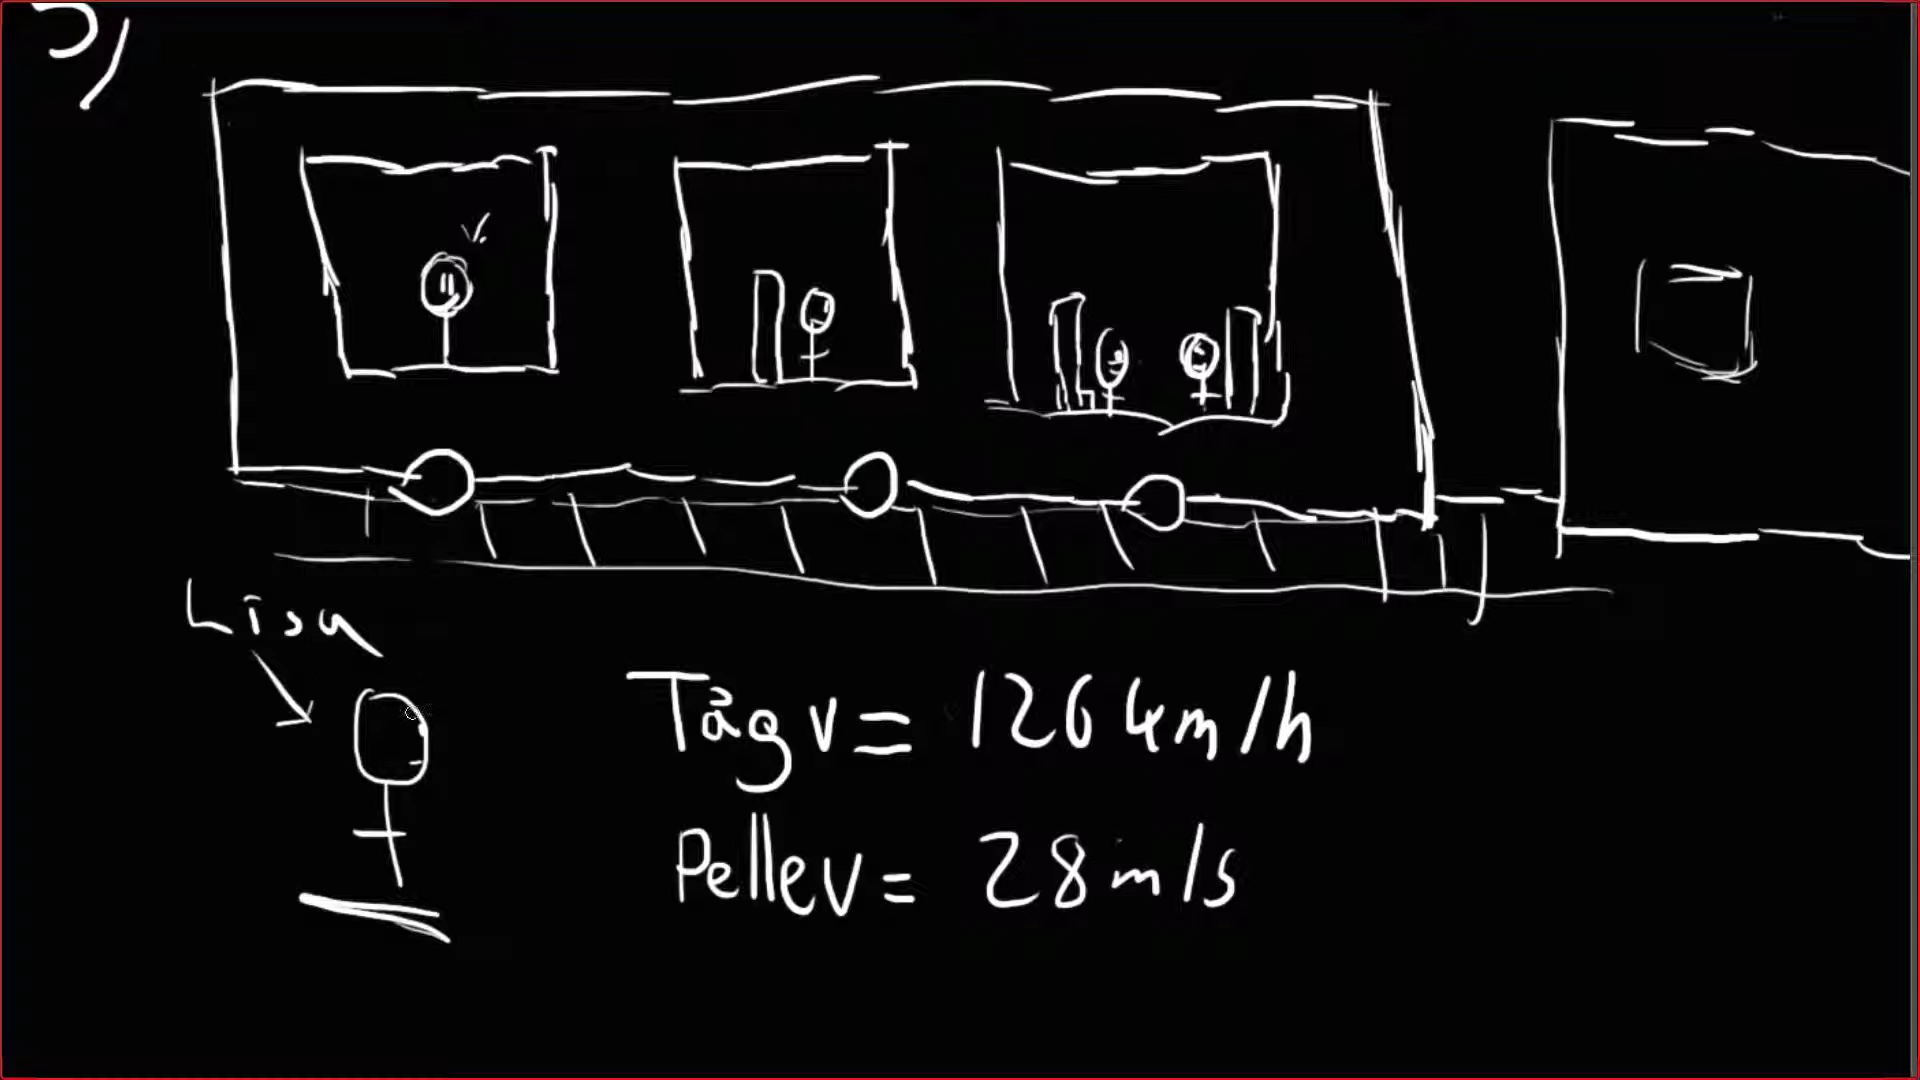 5)
v.
Lisa
Tåg v = 126 km/h
Pelle v = 28 m/s